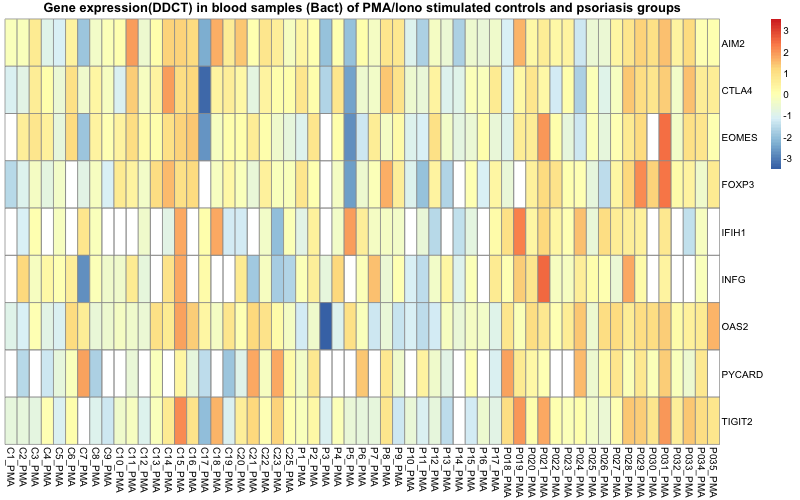 Gene expression(DDCT) in blood samples (Bact) of PMA/Iono stimulated controls and psoriasis groups
AIM2
CTLA4
EOMES
FOXP3
IFIH1
INFG
OAS2
PYCARD
TIGIT2
3
2
1
0
-1
-2
-3
C1_PMA
C2_PMA
C3_PMA
C4_PMA
C5_PMA
C6_PMA
C7_PMA
C8_PMA
C9_PMA
C10_PMA
C11_PMA
C12_PMA
C13_PMA
C14_PMA
C15_PMA
C16_PMA
C17_PMA
C18_PMA
C19_PMA
C20_PMA
C21_PMA
C22_PMA
C23_PMA
C25_PMA
P1_PMA
P2_PMA
P3_PMA
P4_PMA
P5_PMA
P6_PMA
P7_PMA
P8_PMA
P9_PMA
P10_PMA
P11_PMA
P12_PMA
P13_PMA
P14_PMA
P15_PMA
P16_PMA
P17_PMA
P018_PMA
P019_PMA
P020_PMA
P021_PMA
P022_PMA
P023_PMA
P024_PMA
P025_PMA
P026_PMA
P027_PMA
P028_PMA
P029_PMA
P030_PMA
P031_PMA
P032_PMA
P033_PMA
P034_PMA
P035_PMA